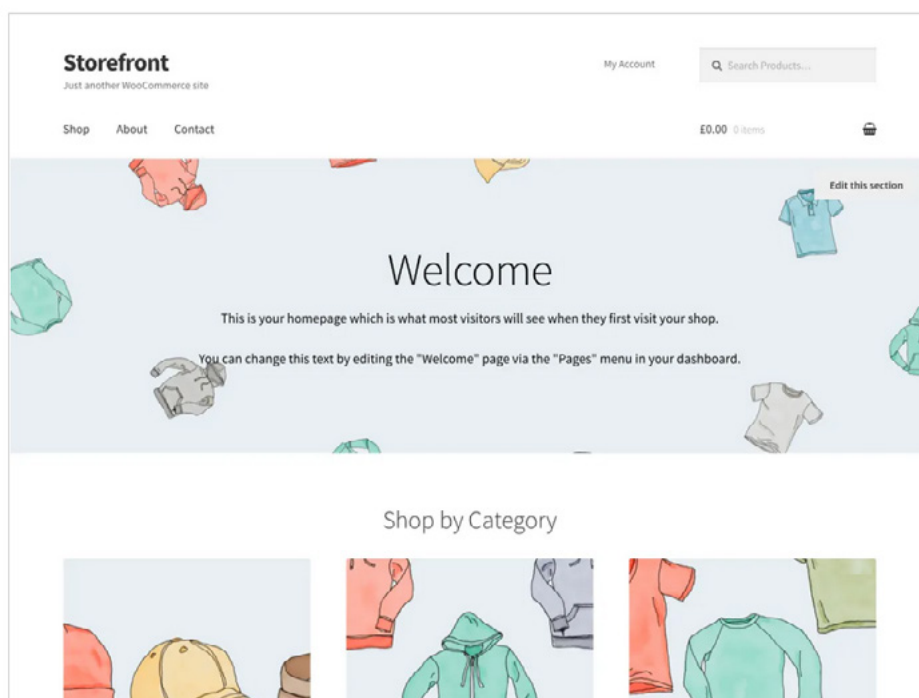 Storefront
Just another WooCommerce site
My Account
Search Products...
Shop About Contact
£0.00 0 items
Edit this section
Welcome
This is your homepage which is what most visitors will see when they first visit your shop.
You can change this text by editing the "Welcome" page via the "Pages" menu in your dashboard.
Shop by Category